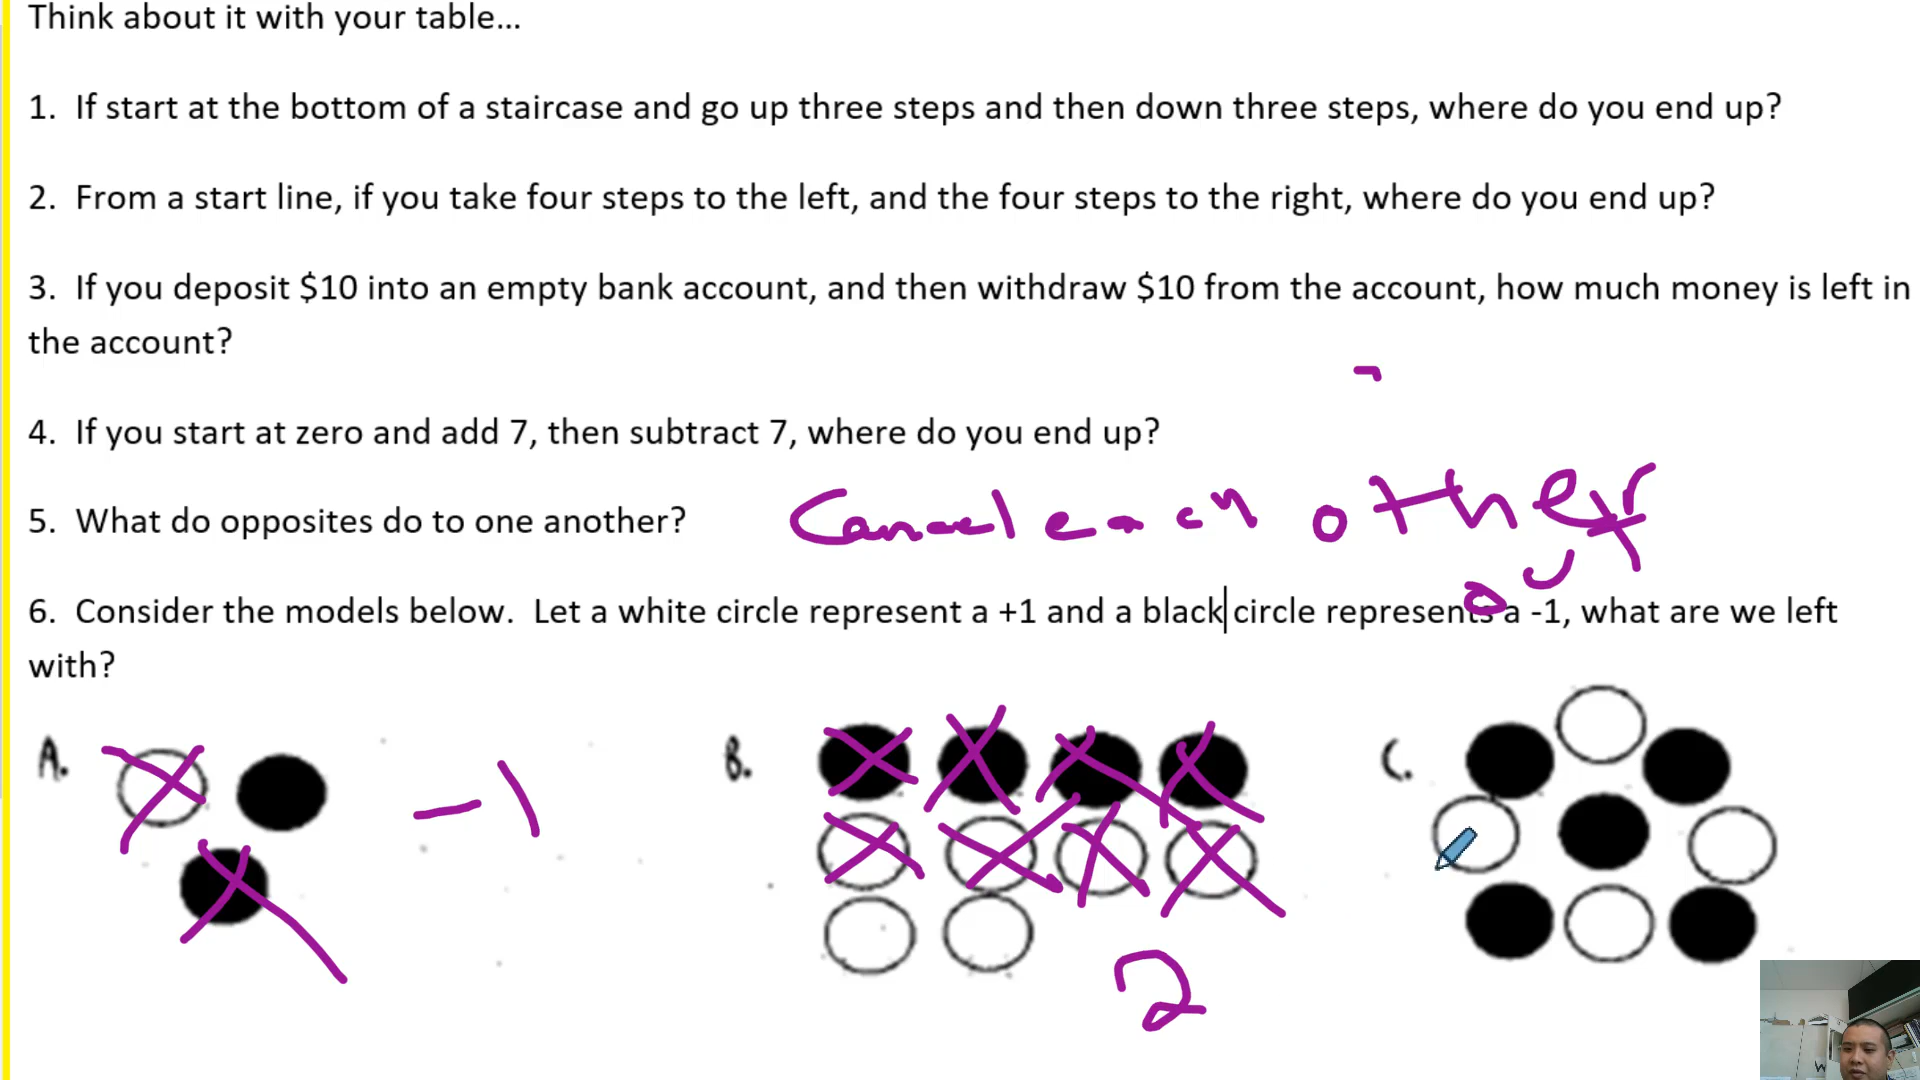 Think about it with your table...
1. If start at the bottom of a staircase and go up three steps and then down three steps, where do you end up?
2. From a start line, if you take four steps to the left, and the four steps to the right, where do you end up?
3. If you deposit $10 into an empty bank account, and then withdraw $10 from the account, how much money is left in
the account?
4. If you start at zero and add 7, then subtract 7, where do you end up?
5. What do opposites do to one another? Cancel each other
out
6. Consider the models below. Let a white circle represent a +1 and a black circle represents a -1, what are we left
with?
A. -1 B. C.
2